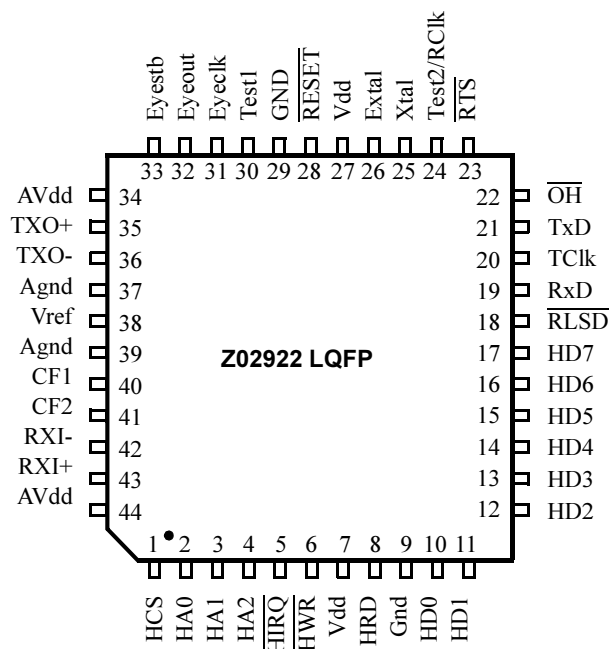 Eyestb Eyeout Eyeclk Test1 GND RESET Vdd Extal Xtal Test2/RClk RTS
33 32 31 30 29 28 27 26 25 24 23
AVdd 34 22 OH
TXO+ 35 21 TxD
TXO- 36 20 TClk
Agnd 37 19 RxD
Vref 38 18 RLSD
Agnd 39 17 HD7
Z02922 LQFP
CF1 40 16 HD6
CF2 41 15 HD5
RXI- 42 14 HD4
RXI+ 43 13 HD3
AVdd 44 12 HD2
1 2 3 4 5 6 7 8 9 10 11
HCS HA0 HA1 HA2 HIRQ HWR Vdd HRD Gnd HD0 HD1